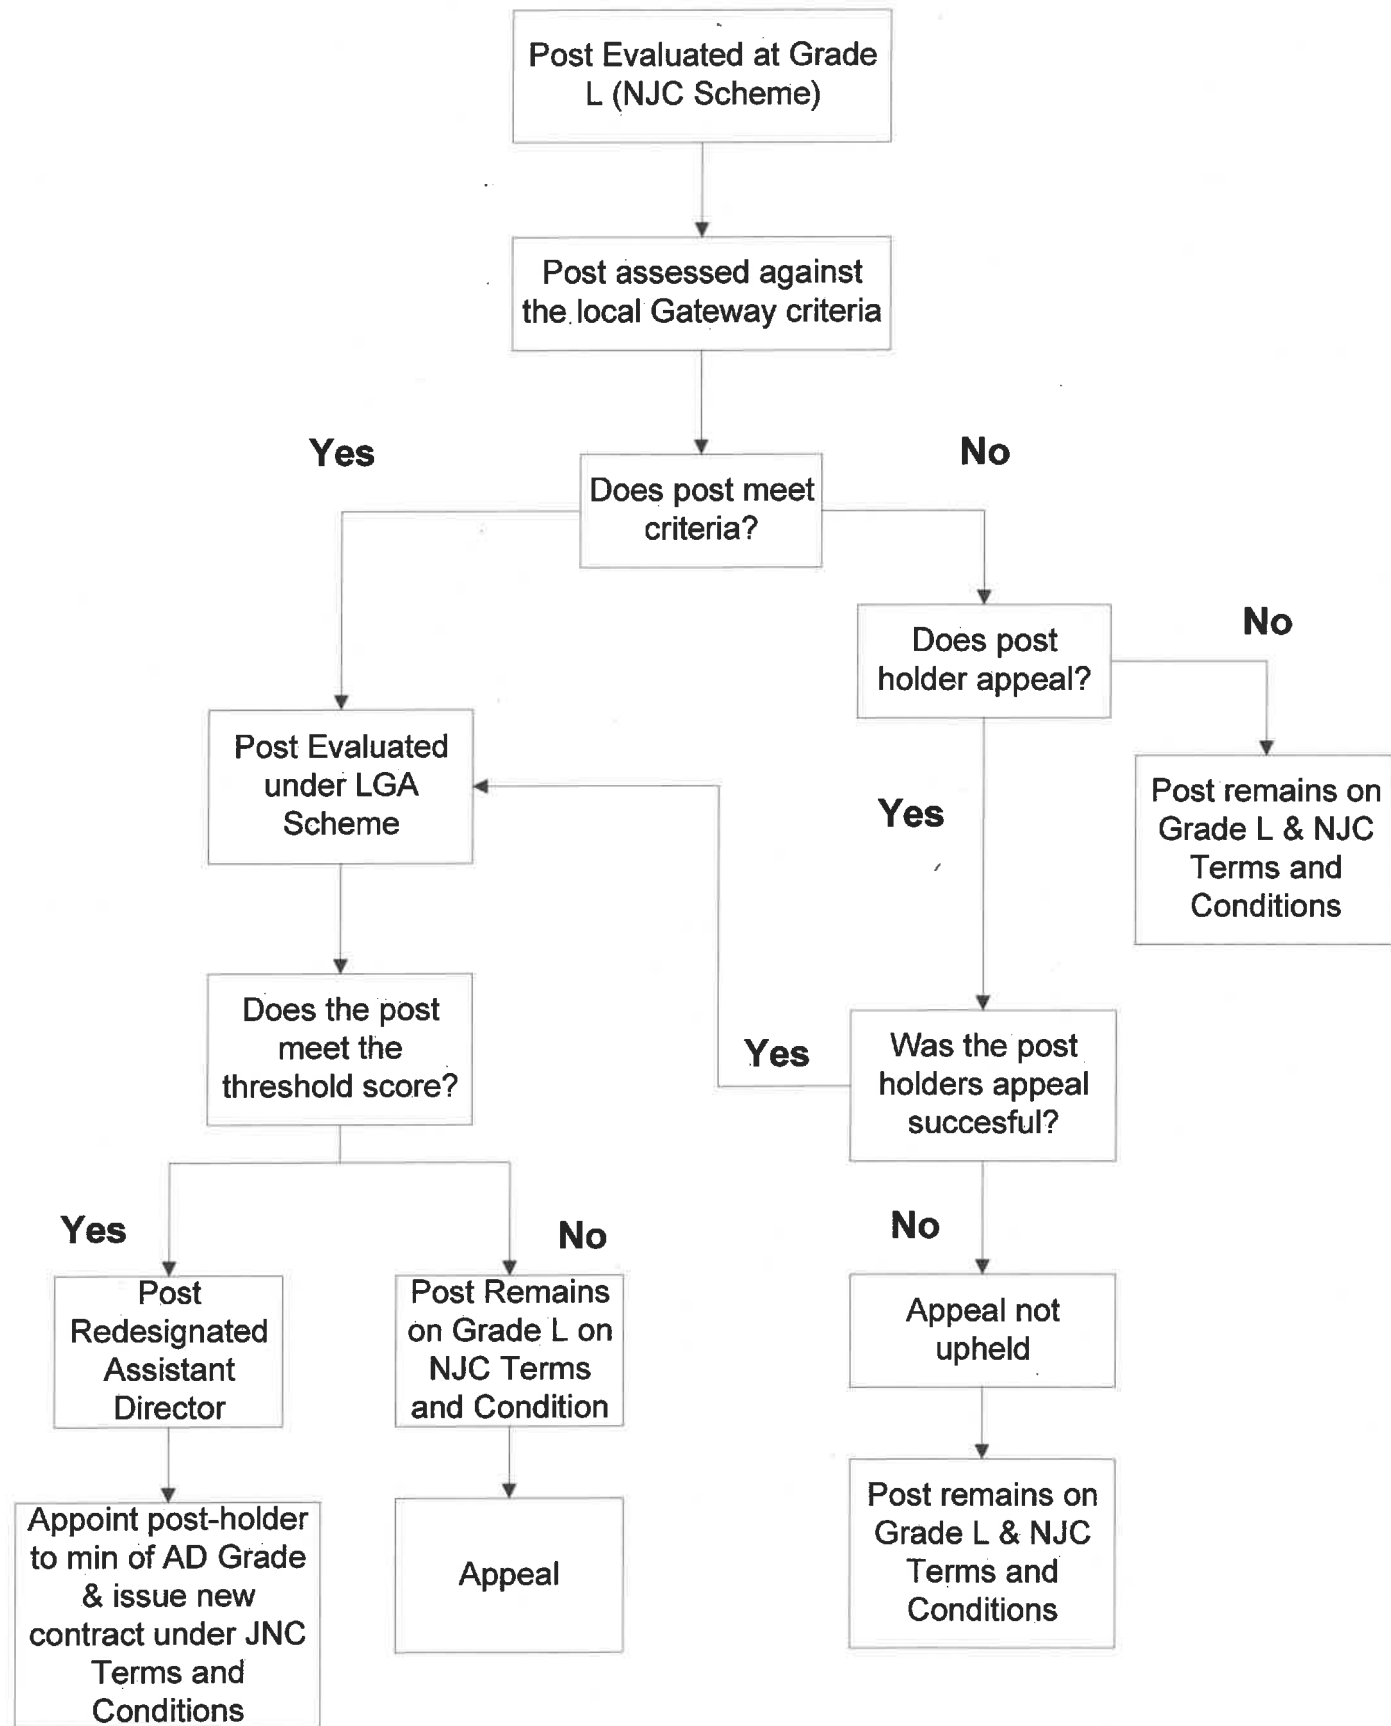 Post Evaluated at Grade
L (NJC Scheme)
Post assessed against
the local Gateway criteria
Yes
No
Does post meet
criteria?
Does post
holder appeal?
No
Post Evaluated
under LGA
Scheme
Yes
Post remains on
Grade L & NJC
Terms and
Conditions
Does the post
meet the
threshold score?
Yes
Was the post
holders appeal
succesful?
Yes
No
No
Post
Redesignated
Assistant
Director
Post Remains
on Grade L on
NJC Terms
and Condition
Appeal not
upheld
Appoint post-holder
to min of AD Grade
& issue new
contract under JNC
Terms and
Conditions
Appeal
Post remains on
Grade L & NJC
Terms and
Conditions